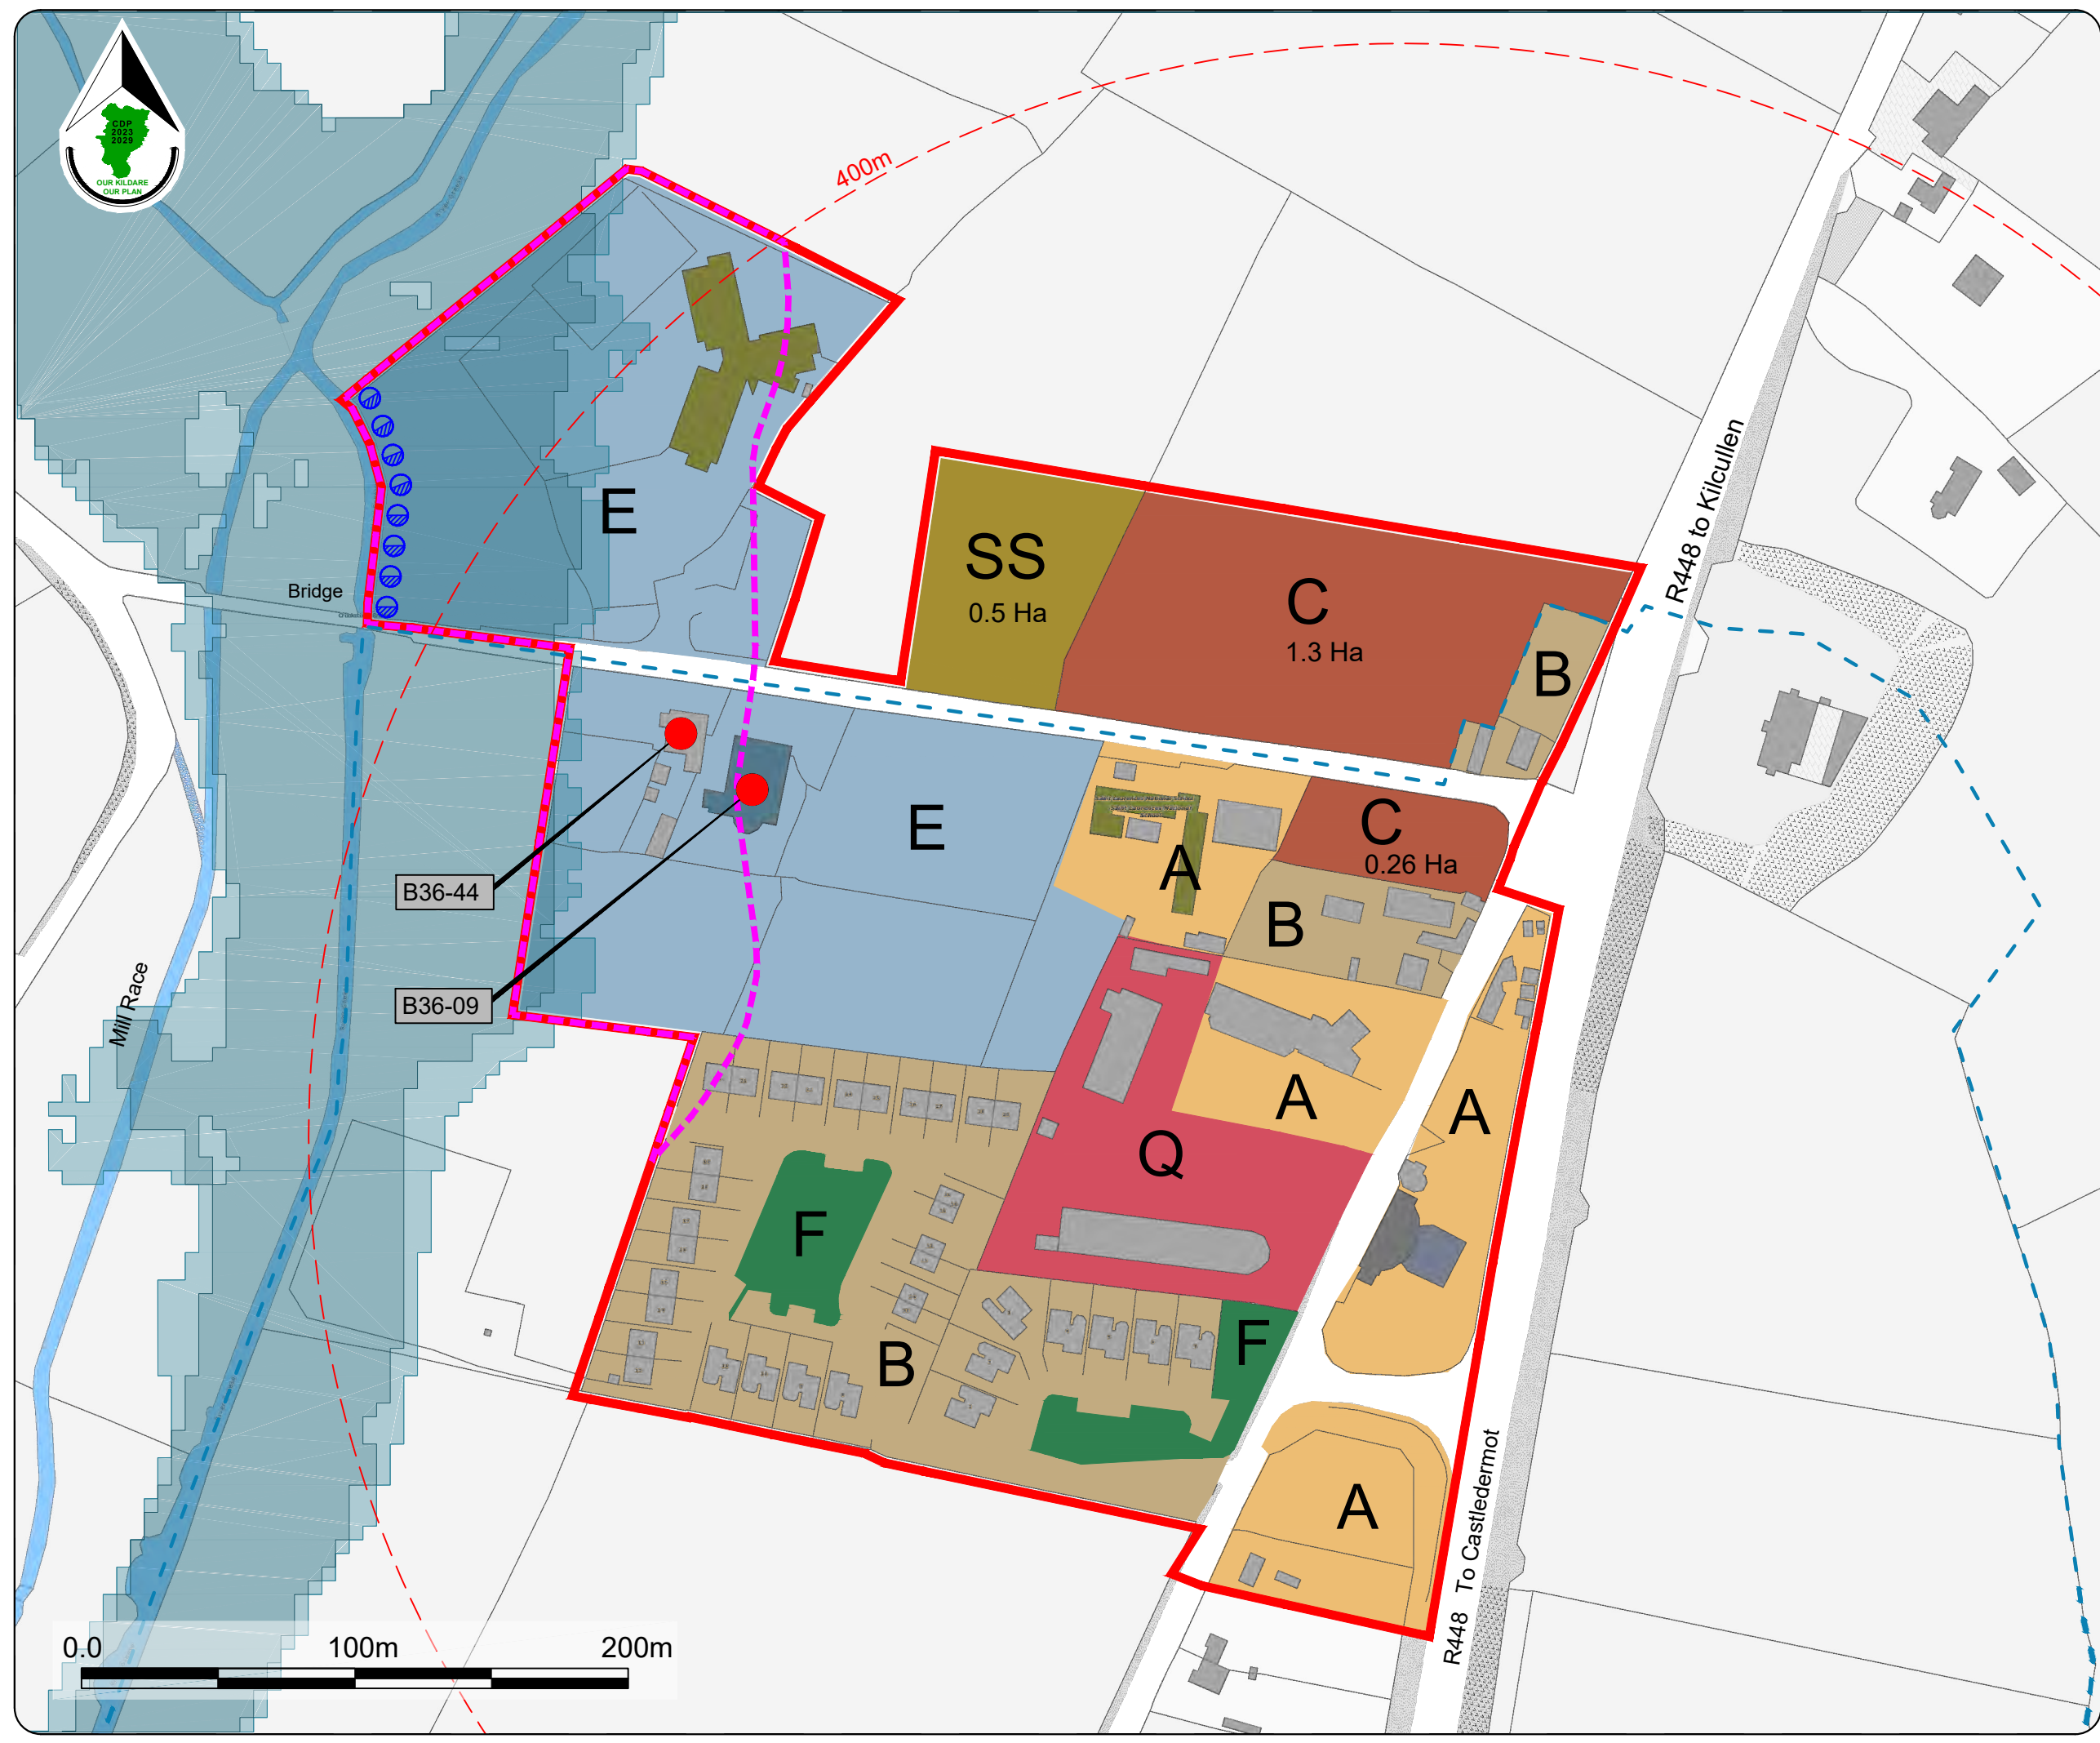 CDP
2023
2029
OUR KILDARE
OUR PLAN
400m
R448 to Kilcullen
E
SS
0.5 Ha
C
1.3 Ha
B
Bridge
E
A
C
0.26 Ha
B
B36-44
B36-09
Mill Race
A
A
Q
F
F
B
A
R448 To Castledermot
0.0 100m 200m